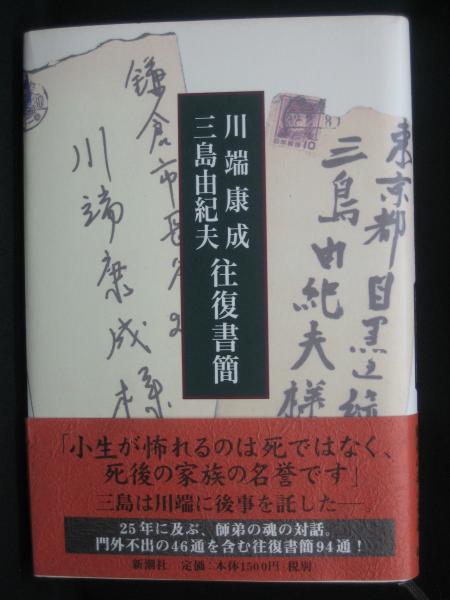 東京都目黒区緑
三島由紀夫様
鎌倉市長谷2
川端康成様
10
川端康成
三島由紀夫
往復書簡
「小生が怖れるのは死ではなく、
死後の家族の名誉です」
三島は川端に後事を託した―。
25年に及ぶ、師弟の魂の対話。
門外不出の46通を含む往復書簡94通!
新潮社 定価:本体1500円 税別